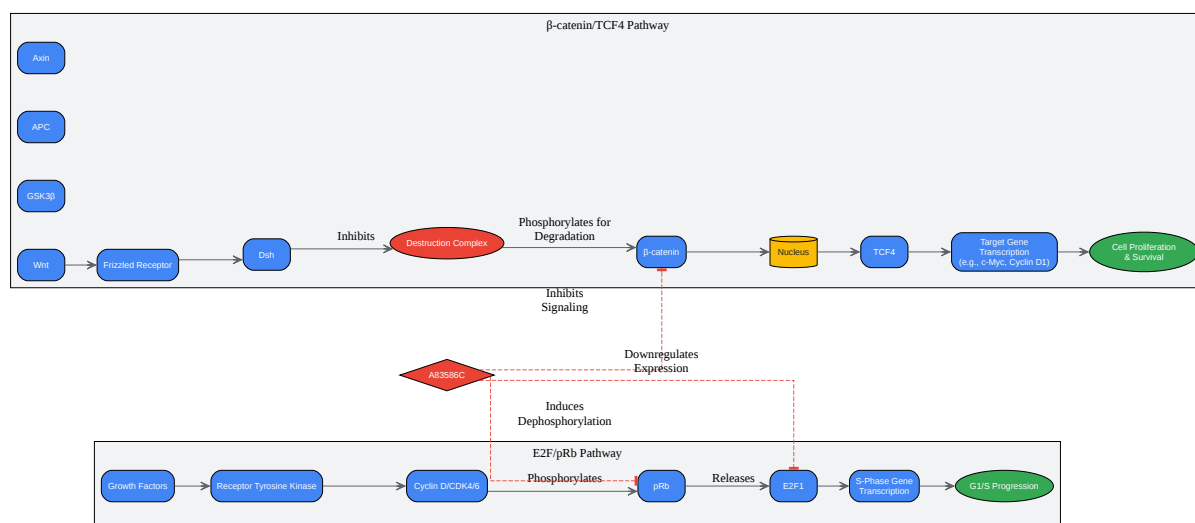 β-catenin/TCF4 Pathway
Axin
APC
GSK3β
Wnt
Frizzled Receptor
Dsh
Inhibits
Destruction Complex
Phosphorylates for
Degradation
β-catenin
Nucleus
TCF4
Target Gene
Transcription
(e.g., c-Myc, Cyclin D1)
Cell Proliferation
& Survival
Inhibits
Signaling
Downregulates
Expression
A83586C
Induces
Dephosphorylation
E2F/pRb Pathway
Growth Factors
Receptor Tyrosine Kinase
Cyclin D/CDK4/6
Phosphorylates
pRb
Releases
E2F1
S-Phase Gene
Transcription
G1/S Progression